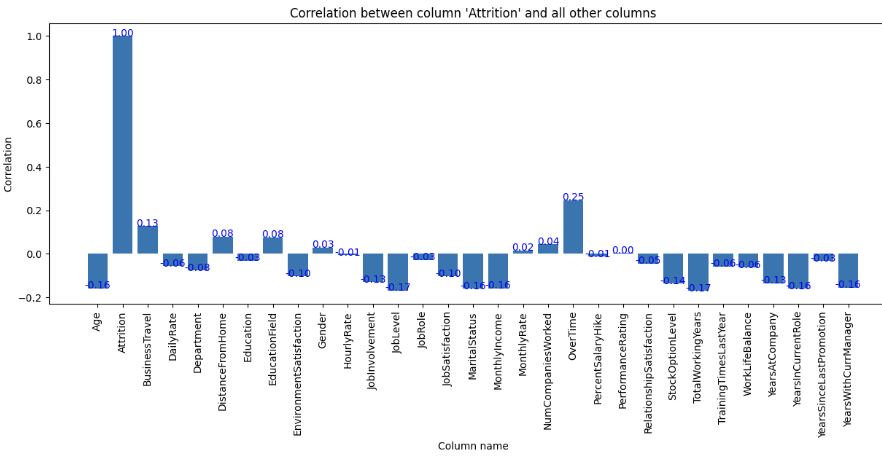 Correlation between column 'Attrition' and all other columns
Correlation
1.0
0.8
0.6
0.4
0.2
0.0
−0.2
-0.16
1.00
0.13
-0.06
-0.08
0.08
-0.03
0.08
-0.10
0.03
-0.01
-0.13
-0.17
-0.03
-0.10
-0.16
-0.16
0.02
0.04
0.25
-0.01
0.00
-0.05
-0.14
-0.17
-0.06
-0.06
-0.13
-0.16
-0.03
-0.16
Age
Attrition
BusinessTravel
DailyRate
Department
DistanceFromHome
Education
EducationField
EnvironmentSatisfaction
Gender
HourlyRate
JobInvolvement
JobLevel
JobRole
JobSatisfaction
MaritalStatus
MonthlyIncome
MonthlyRate
NumCompaniesWorked
OverTime
PercentSalaryHike
PerformanceRating
RelationshipSatisfaction
StockOptionLevel
TotalWorkingYears
TrainingTimesLastYear
WorkLifeBalance
YearsAtCompany
YearsInCurrentRole
YearsSinceLastPromotion
YearsWithCurrManager
Column name